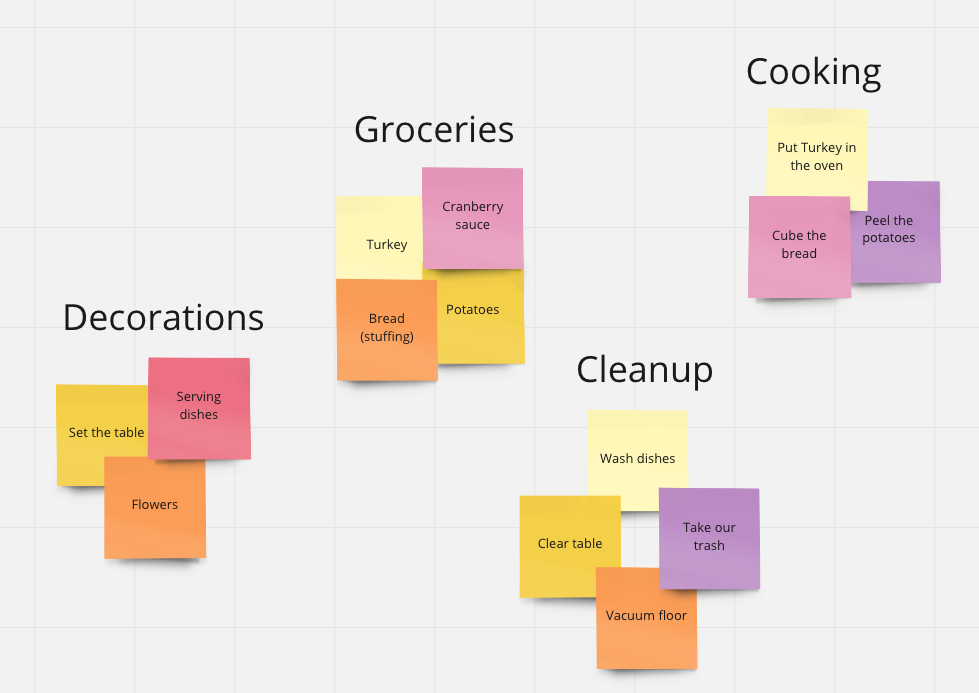 Decorations
Set the table
Serving
dishes
Flowers
Groceries
Turkey
Cranberry
sauce
Bread
(stuffing)
Potatoes
Cooking
Put Turkey in
the oven
Cube the
bread
Peel the
potatoes
Cleanup
Wash dishes
Clear table
Take our
trash
Vacuum floor